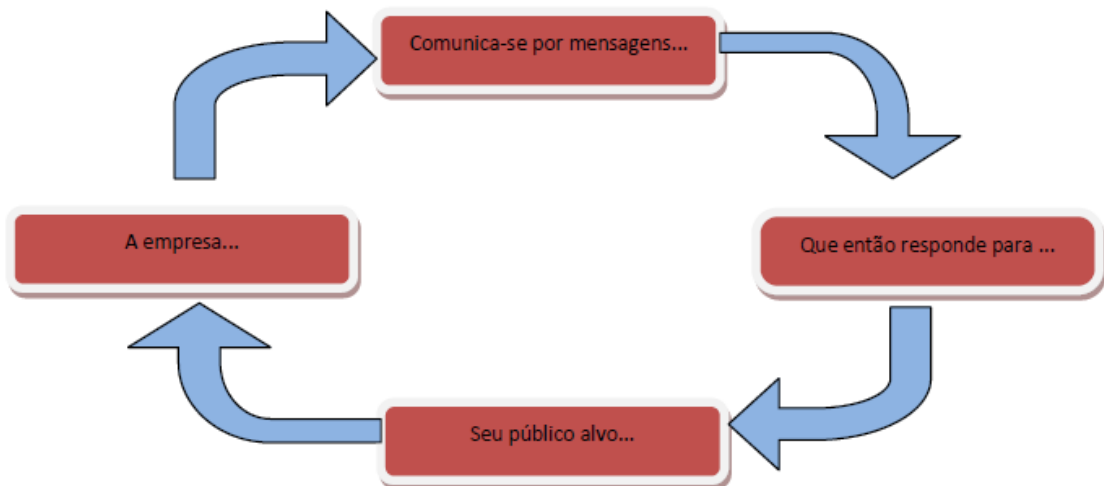 Comunica-se por mensagens...
A empresa...
Que então responde para ...
Seu público alvo...